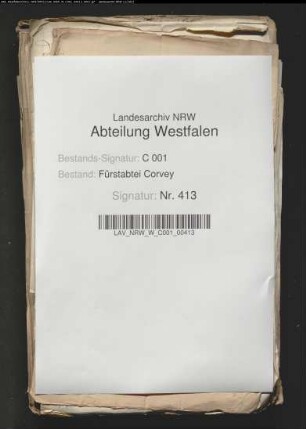 Landesarchiv NRW
Abteilung Westfalen
Bestands-Signatur: C 001
Bestand: Fürstabtei Corvey
Signatur: Nr. 413
LAV_NRW_W_C001_00413